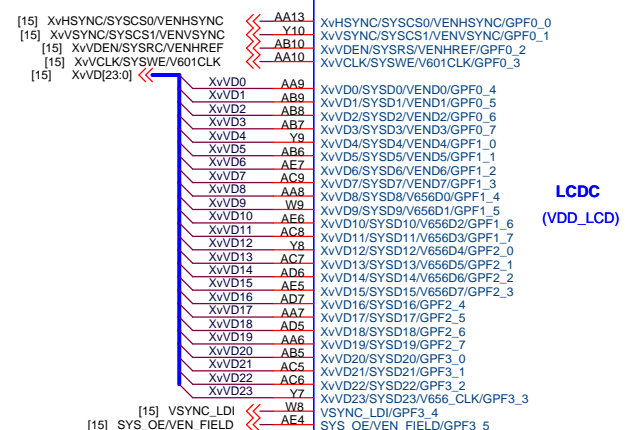 [15] XvHSYNC/SYSCS0/VENHSYNC AA13 XvHSYNC/SYSCS0/VENHSYNC/GPF0_0
[15] XvVSYNC/SYSCS1/VENVSYNC Y10 XvVSYNC/SYSCS1/VENVSYNC/GPF0_1
[15] XvVDEN/SYSRC/VENHREF AB10 XvVDEN/SYSRS/VENHREF/GPF0_2
[15] XvVCLK/SYSWE/V601CLK AA10 XvVCLK/SYSWE/V601CLK/GPF0_3
[15] XvVD[23:0]
XvVD0 AA9 XvVD0/SYSD0/VEND0/GPF0_4
XvVD1 AB9 XvVD1/SYSD1/VEND1/GPF0_5
XvVD2 AB8 XvVD2/SYSD2/VEND2/GPF0_6
XvVD3 AB7 XvVD3/SYSD3/VEND3/GPF0_7
XvVD4 Y9 XvVD4/SYSD4/VEND4/GPF1_0
XvVD5 AB6 XvVD5/SYSD5/VEND5/GPF1_1
XvVD6 AE7 XvVD6/SYSD6/VEND6/GPF1_2
XvVD7 AC9 XvVD7/SYSD7/VEND7/GPF1_3
XvVD8 AA8 XvVD8/SYSD8/V656D0/GPF1_4
XvVD9 W9 XvVD9/SYSD9/V656D1/GPF1_5
XvVD10 AE6 XvVD10/SYSD10/V656D2/GPF1_6
XvVD11 AC8 XvVD11/SYSD11/V656D3/GPF1_7
XvVD12 Y8 XvVD12/SYSD12/V656D4/GPF2_0
XvVD13 AC7 XvVD13/SYSD13/V656D5/GPF2_1
XvVD14 AD6 XvVD14/SYSD14/V656D6/GPF2_2
XvVD15 AE5 XvVD15/SYSD15/V656D7/GPF2_3
XvVD16 AD7 XvVD16/SYSD16/GPF2_4
XvVD17 AA7 XvVD17/SYSD17/GPF2_5
XvVD18 AD5 XvVD18/SYSD18/GPF2_6
XvVD19 AA6 XvVD19/SYSD19/GPF2_7
XvVD20 AB5 XvVD20/SYSD20/GPF3_0
XvVD21 AC5 XvVD21/SYSD21/GPF3_1
XvVD22 AC6 XvVD22/SYSD22/GPF3_2
XvVD23 Y7 XvVD23/SYSD23/V656_CLK/GPF3_3
[15] VSYNC_LDI W8 VSYNC_LDI/GPF3_4
[15] SYS_OE/VEN_FIELD AE4 SYS_OE/VEN_FIELD/GPF3_5
LCDC
(VDD_LCD)